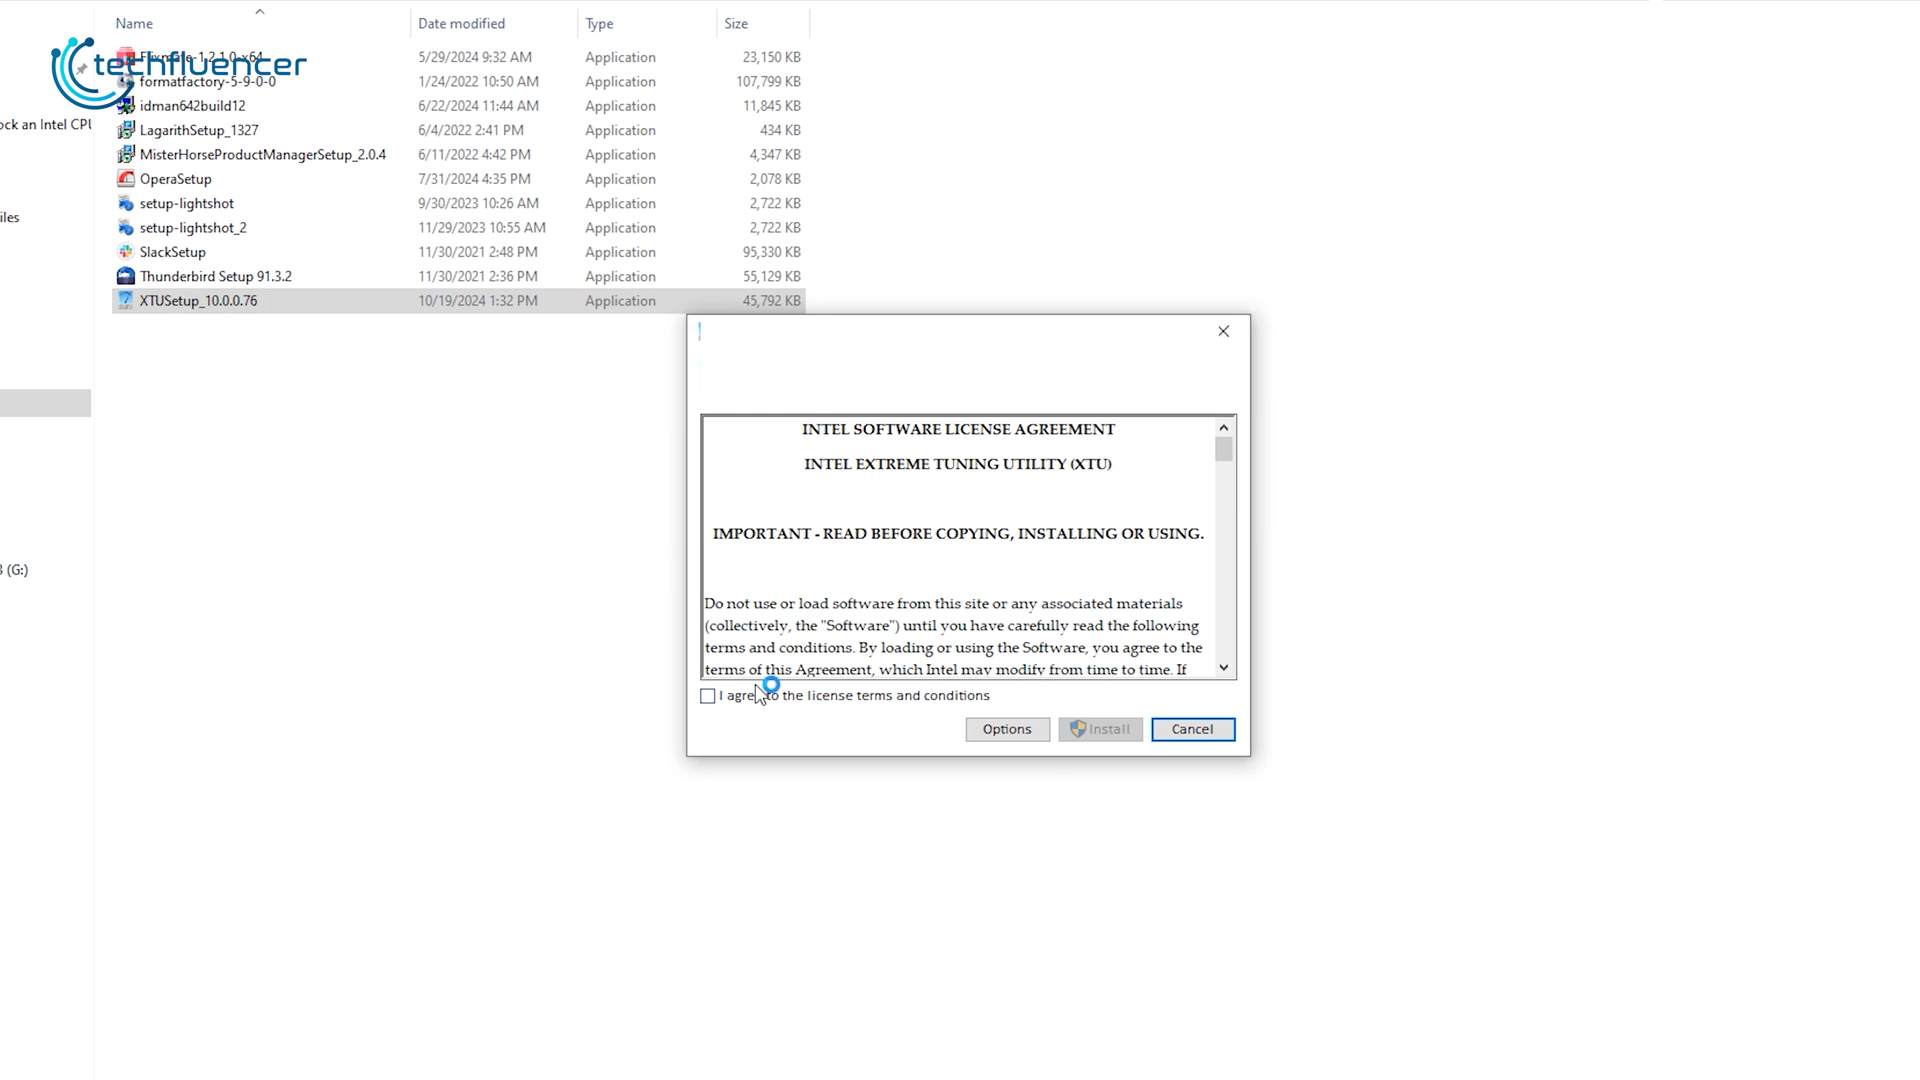 Name Date modified Type Size
techfluencer
5/29/2024 9:32 AM Application 23,150 KB
formatfactory-5-9-0-0 1/24/2022 10:50 AM Application 107,799 KB
idman642build12 6/22/2024 11:44 AM Application 11,845 KB
ock an Intel CPU
LagarithSetup_1327 6/4/2022 2:41 PM Application 434 KB
MisterHorseProductManagerSetup_2.0.4 6/11/2022 4:42 PM Application 4,347 KB
OperaSetup 7/31/2024 4:35 PM Application 2,078 KB
setup-lightshot 9/30/2023 10:26 AM Application 2,722 KB
iles
setup-lightshot_2 11/29/2023 10:55 AM Application 2,722 KB
SlackSetup 11/30/2021 2:48 PM Application 95,330 KB
Thunderbird Setup 91.3.2 11/30/2021 2:36 PM Application 55,129 KB
XTUSetup_10.0.0.76 10/19/2024 1:32 PM Application 45,792 KB
INTEL SOFTWARE LICENSE AGREEMENT
INTEL EXTREME TUNING UTILITY (XTU)
IMPORTANT - READ BEFORE COPYING, INSTALLING OR USING.
(G:)
Do not use or load software from this site or any associated materials
(collectively, the "Software") until you have carefully read the following
terms and conditions. By loading or using the Software, you agree to the
terms of this Agreement, which Intel may modify from time to time. If
I agree to the license terms and conditions
Options Install Cancel